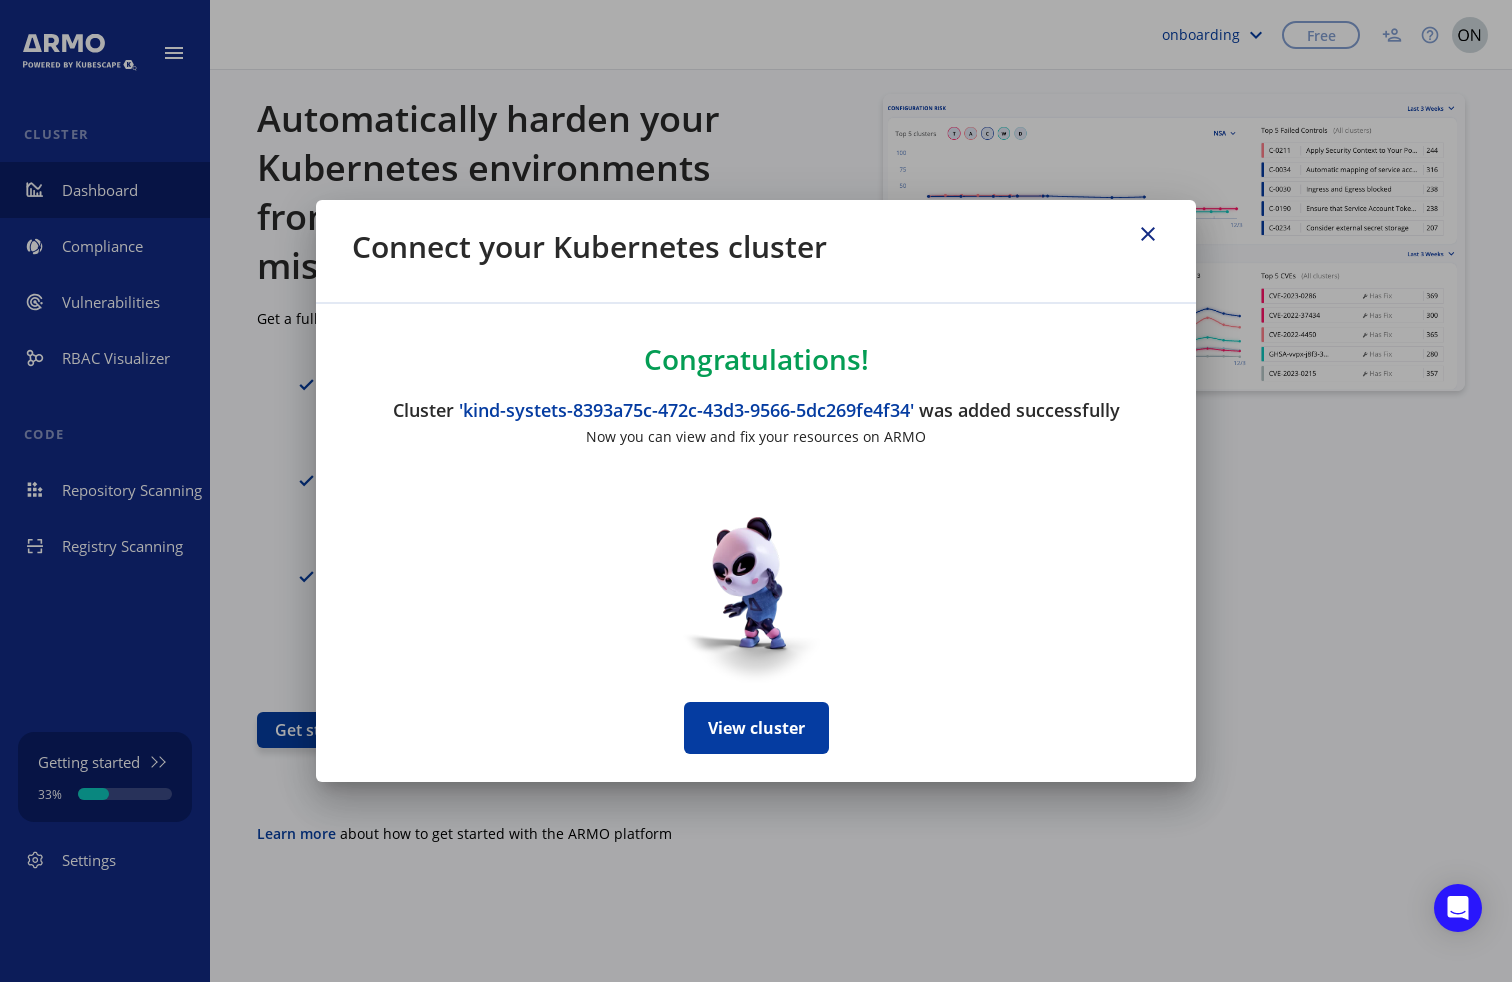 ARMO
POWERED BY KUBESCAPE
CLUSTER
Dashboard
Compliance
Vulnerabilities
RBAC Visualizer
CODE
Repository Scanning
Registry Scanning
Getting started
33%
Settings
onboarding
Free
ON
Automatically harden your
Kubernetes environments
fro
mis
Get a full
Get st
Learn more about how to get started with the ARMO platform
CONFIGURATION RISK
Last 3 Weeks
Top 5 clusters T A C W D
NSA
100
75
50
12/3
Top 5 Failed Controls (All clusters)
C-0211 Apply Security Context to Your Po... 244
C-0034 Automatic mapping of service acc... 316
C-0030 Ingress and Egress blocked 238
C-0190 Ensure that Service Account Toke... 238
C-0234 Consider external secret storage 207
Last 3 Weeks
3
Top 5 CVEs (All clusters)
CVE-2023-0286 Has Fix 369
CVE-2022-37434 Has Fix 300
CVE-2022-4450 Has Fix 365
GHSA-vvpx-j8f3-3... Has Fix 280
CVE-2023-0215 Has Fix 357
12/3
Connect your Kubernetes cluster
Congratulations!
Cluster 'kind-systets-8393a75c-472c-43d3-9566-5dc269fe4f34' was added successfully
Now you can view and fix your resources on ARMO
View cluster